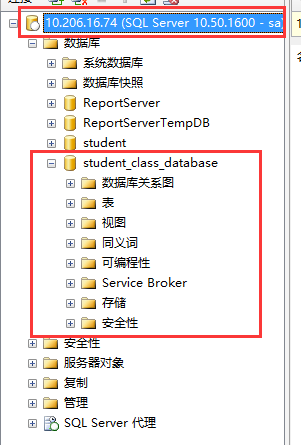 10.206.16.74 (SQL Server 10.50.1600 - sa)
数据库
系统数据库
数据库快照
ReportServer
ReportServerTempDB
student
student_class_database
数据库关系图
表
视图
同义词
可编程性
Service Broker
存储
安全性
安全性
服务器对象
复制
管理
SQL Server 代理